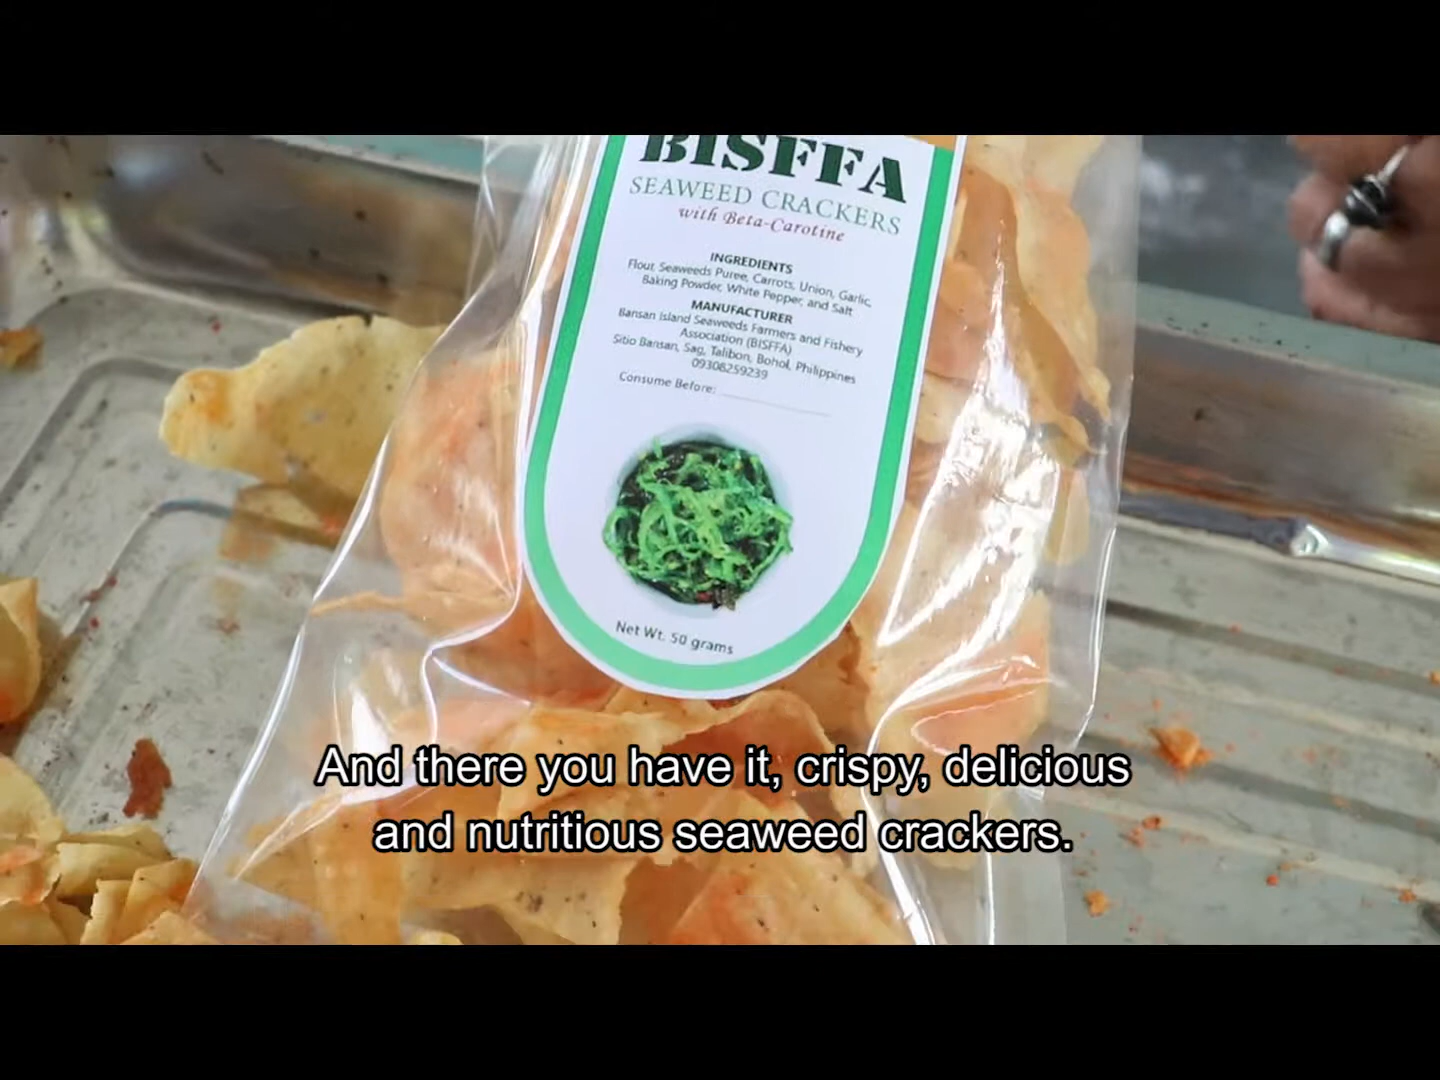 BISFFA
SEAWEED CRACKERS
with Beta-Carotine
INGREDIENTS
Flour, Seaweeds Puree, Carrots, Union, Garlic,
Baking Powder, White Pepper, and Salt
MANUFACTURER
Bansan Island Seaweeds Farmers and Fishery
Association (BISFFA)
Sitio Bansan, Sag, Talibon, Bohol, Philippines
09308259239
Consume Before:
Net Wt. 50 grams
And there you have it, crispy, delicious
and nutritious seaweed crackers.